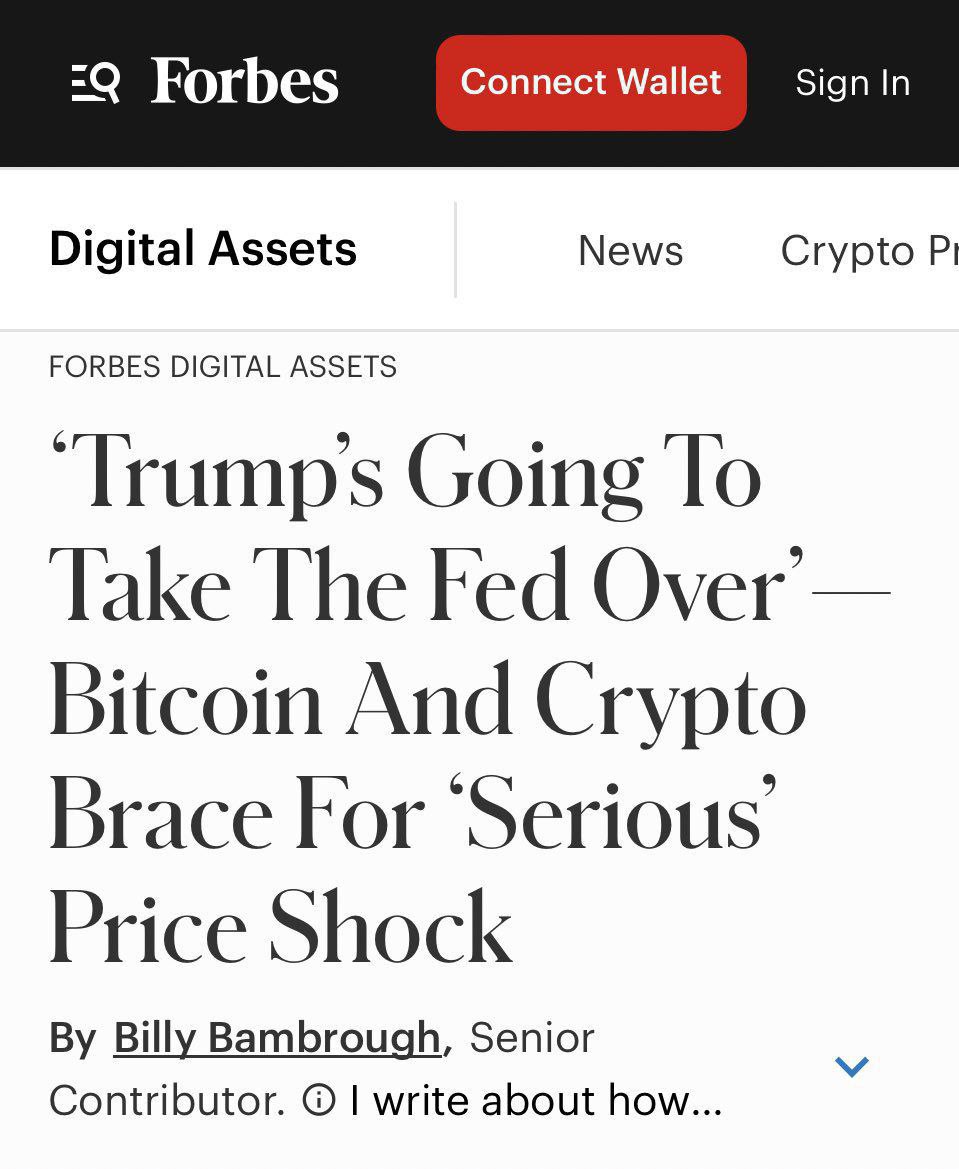 Forbes Connect Wallet Sign In
Digital Assets News Crypto Pr
FORBES DIGITAL ASSETS
‘Trump’s Going To
Take The Fed Over’—
Bitcoin And Crypto
Brace For ‘Serious’
Price Shock
By Billy Bambrough, Senior
Contributor. ⓘ I write about how...